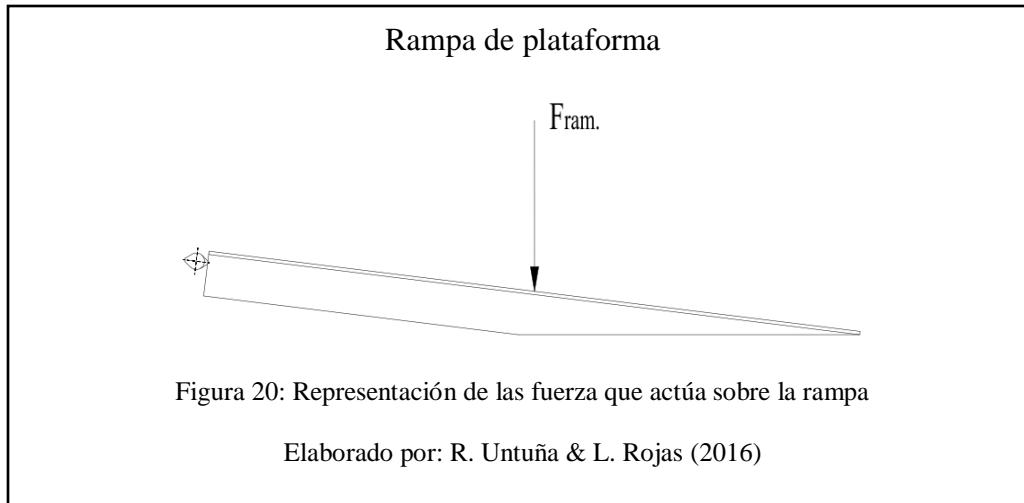 Rampa de plataforma
Fram.
Figura 20: Representación de las fuerza que actúa sobre la rampa
Elaborado por: R. Untuña & L. Rojas (2016)